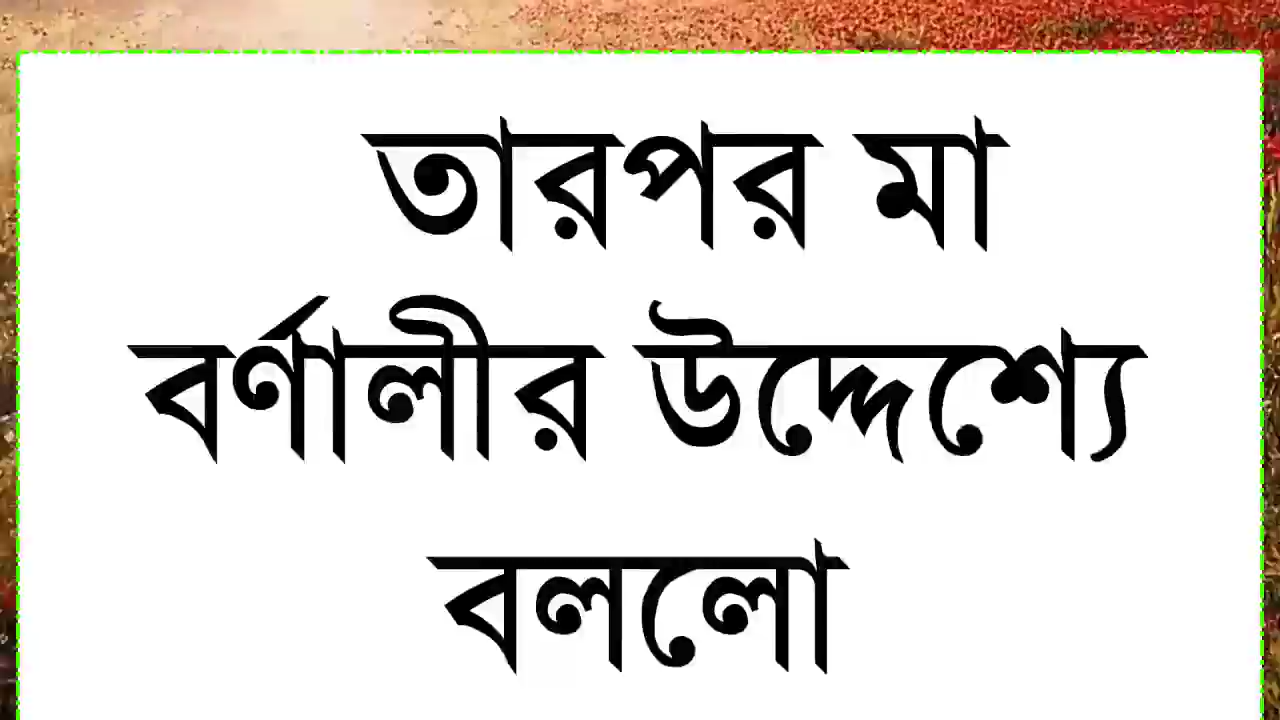 তারপর মা
বর্ণালীর উদ্দেশ্যে
বললো